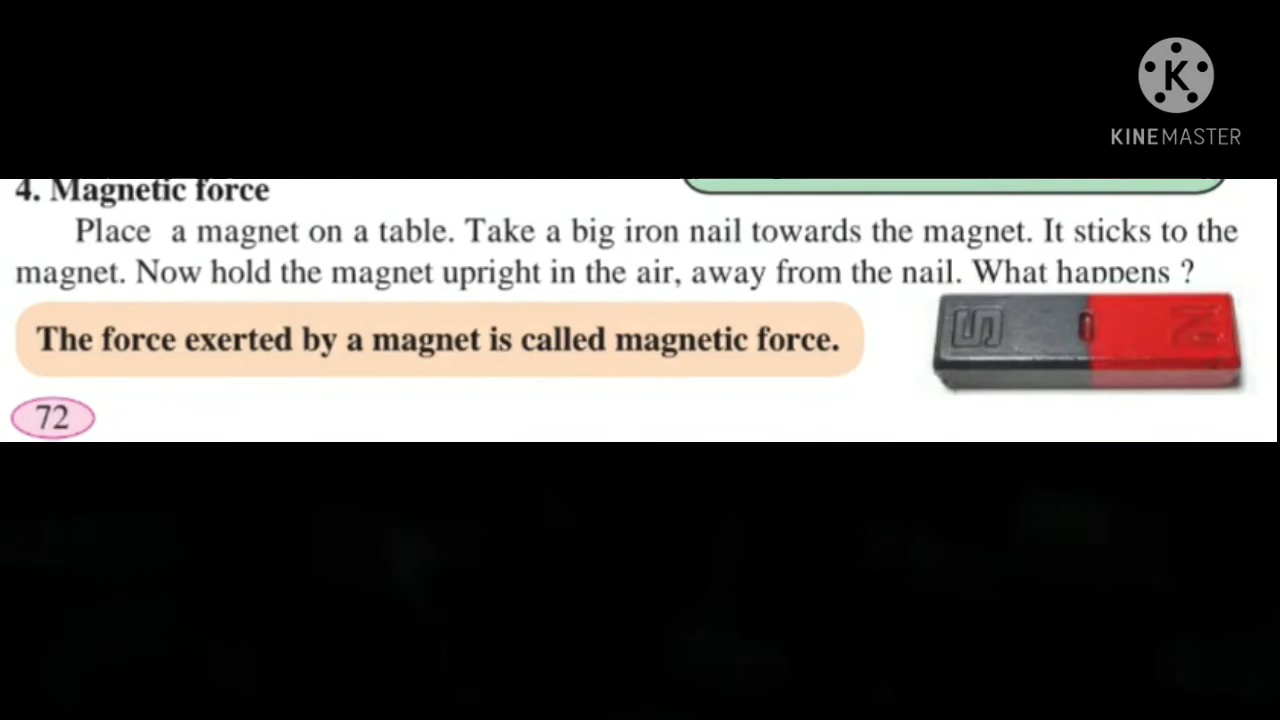 K
KINEMASTER
4. Magnetic force
Place a magnet on a table. Take a big iron nail towards the magnet. It sticks to the
magnet. Now hold the magnet upright in the air, away from the nail. What happens ?
The force exerted by a magnet is called magnetic force.
S N
72